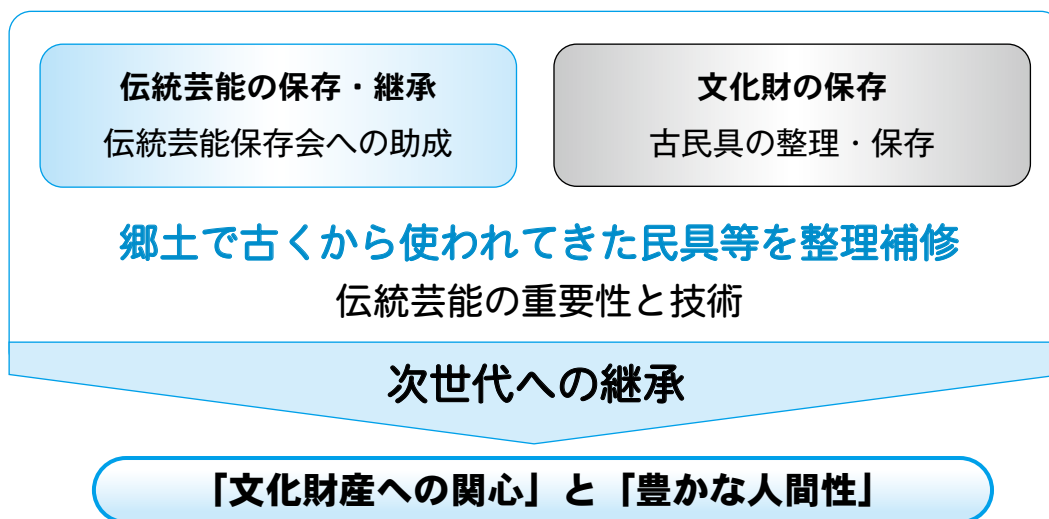 伝統芸能の保存・継承
伝統芸能保存会への助成
文化財の保存
古民具の整理・保存
郷土で古くから使われてきた民具等を整理補修
伝統芸能の重要性と技術
次世代への継承
「文化財産への関心」と「豊かな人間性」